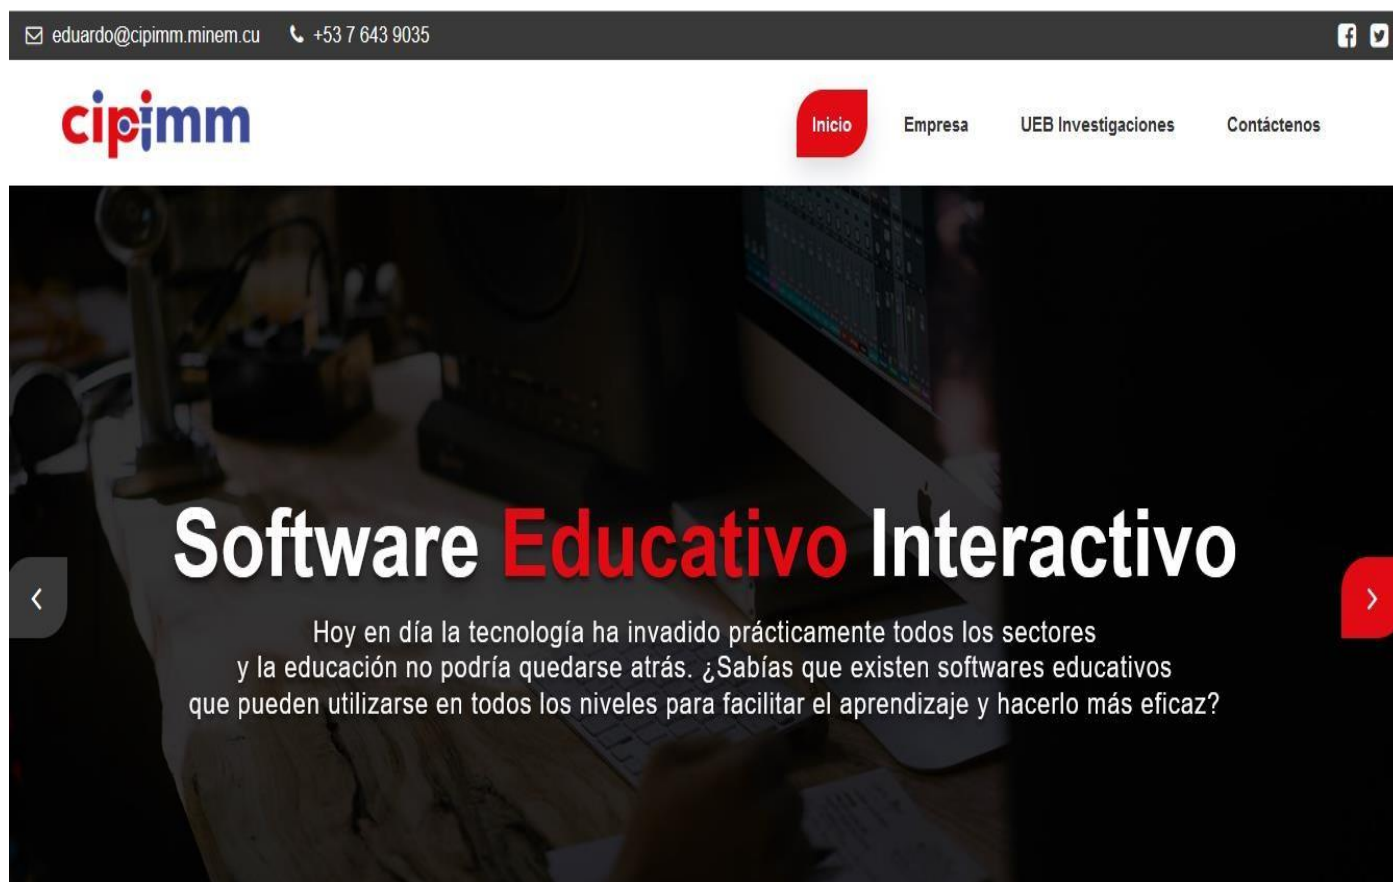 eduardo@cipimm.minem.cu +53 7 643 9035
cipimm
Inicio Empresa UEB Investigaciones Contáctenos
Software Educativo Interactivo
Hoy en día la tecnología ha invadido prácticamente todos los sectores
y la educación no podría quedarse atrás. ¿Sabías que existen softwares educativos
que pueden utilizarse en todos los niveles para facilitar el aprendizaje y hacerlo más eficaz?